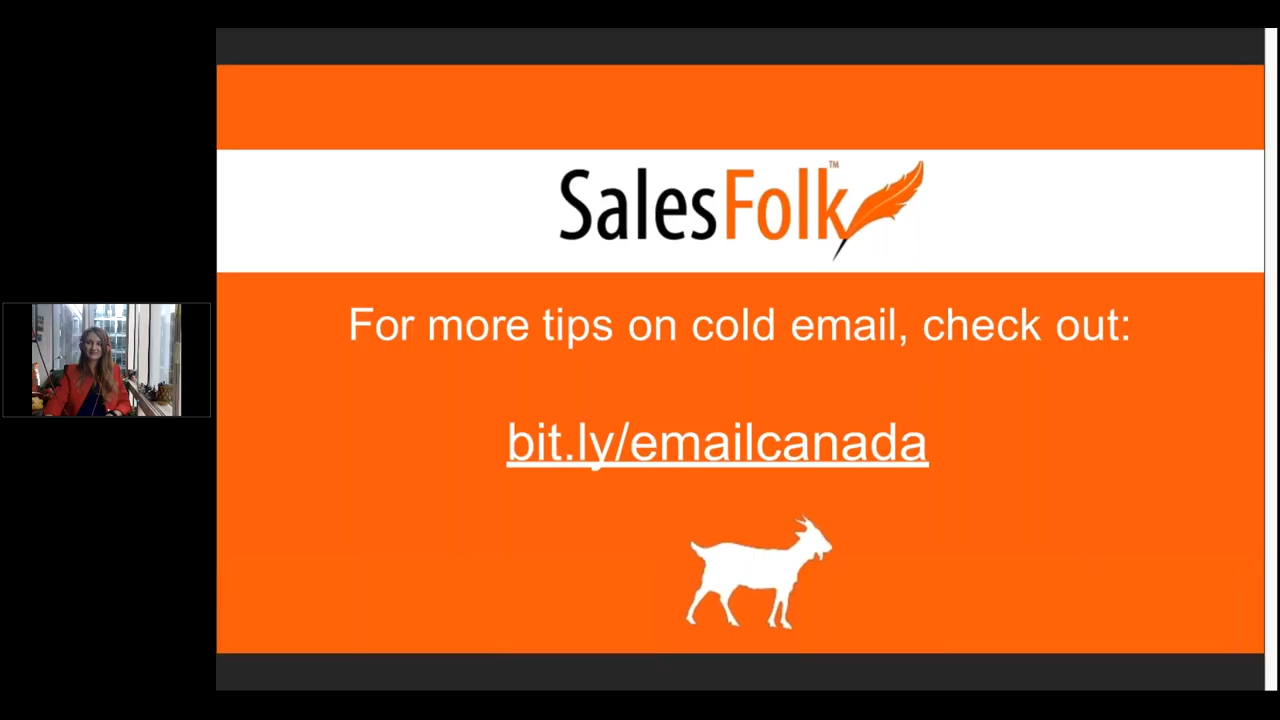 SalesFolk™
For more tips on cold email, check out:
bit.ly/emailcanada